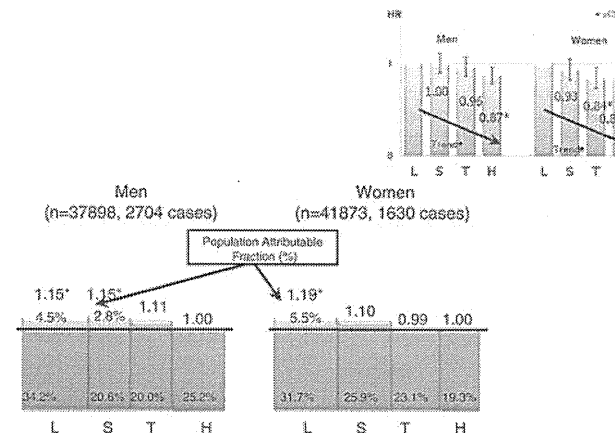 HR
Men Women
1
1.00 0.96 0.87* 0.93 0.84*
Trend* Trend*
0
L S T H L S T
Men Women
(n=37898, 2704 cases) (n=41873, 1630 cases)
Population Attributable
Fraction (%)
1.15* 1.15* 1.11 1.00 1.19* 1.10 0.99 1.00
4.5% 2.8% 5.5%
34.2% 20.6% 20.0% 25.2% 31.7% 25.9% 23.1% 19.3%
L S T H L S T H